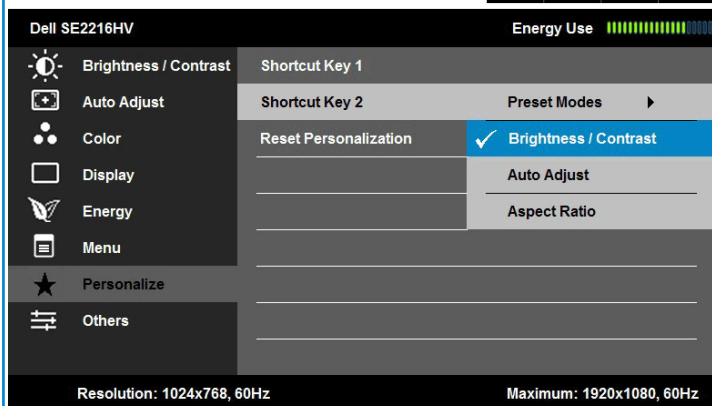 Dell SE2216HV Energy Use
Brightness / Contrast Shortcut Key 1
Auto Adjust Shortcut Key 2 Preset Modes
Color Reset Personalization Brightness / Contrast
Display Auto Adjust
Energy Aspect Ratio
Menu
Personalize
Others
Resolution: 1024x768, 60Hz Maximum: 1920x1080, 60Hz